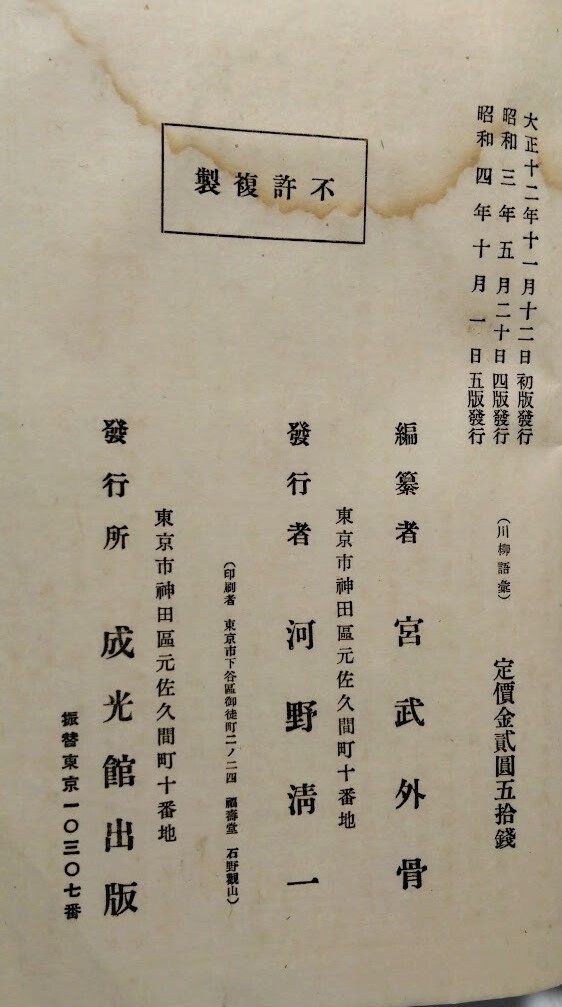 大正十二年十一月十二日初版發行
昭和三年五月二十日四版發行
昭和四年十月一日五版發行
(川柳語彙)
定價金貳圓五拾錢
不許複製
編纂者 宮武外骨
東京市神田區元佐久間町十番地
發行者 河野淸一
(印刷者 東京市下谷區御徒町二ノ二四 福壽堂 石野觀山)
東京市神田區元佐久間町十番地
發行所 成光館出版
振替東京一〇三〇七番